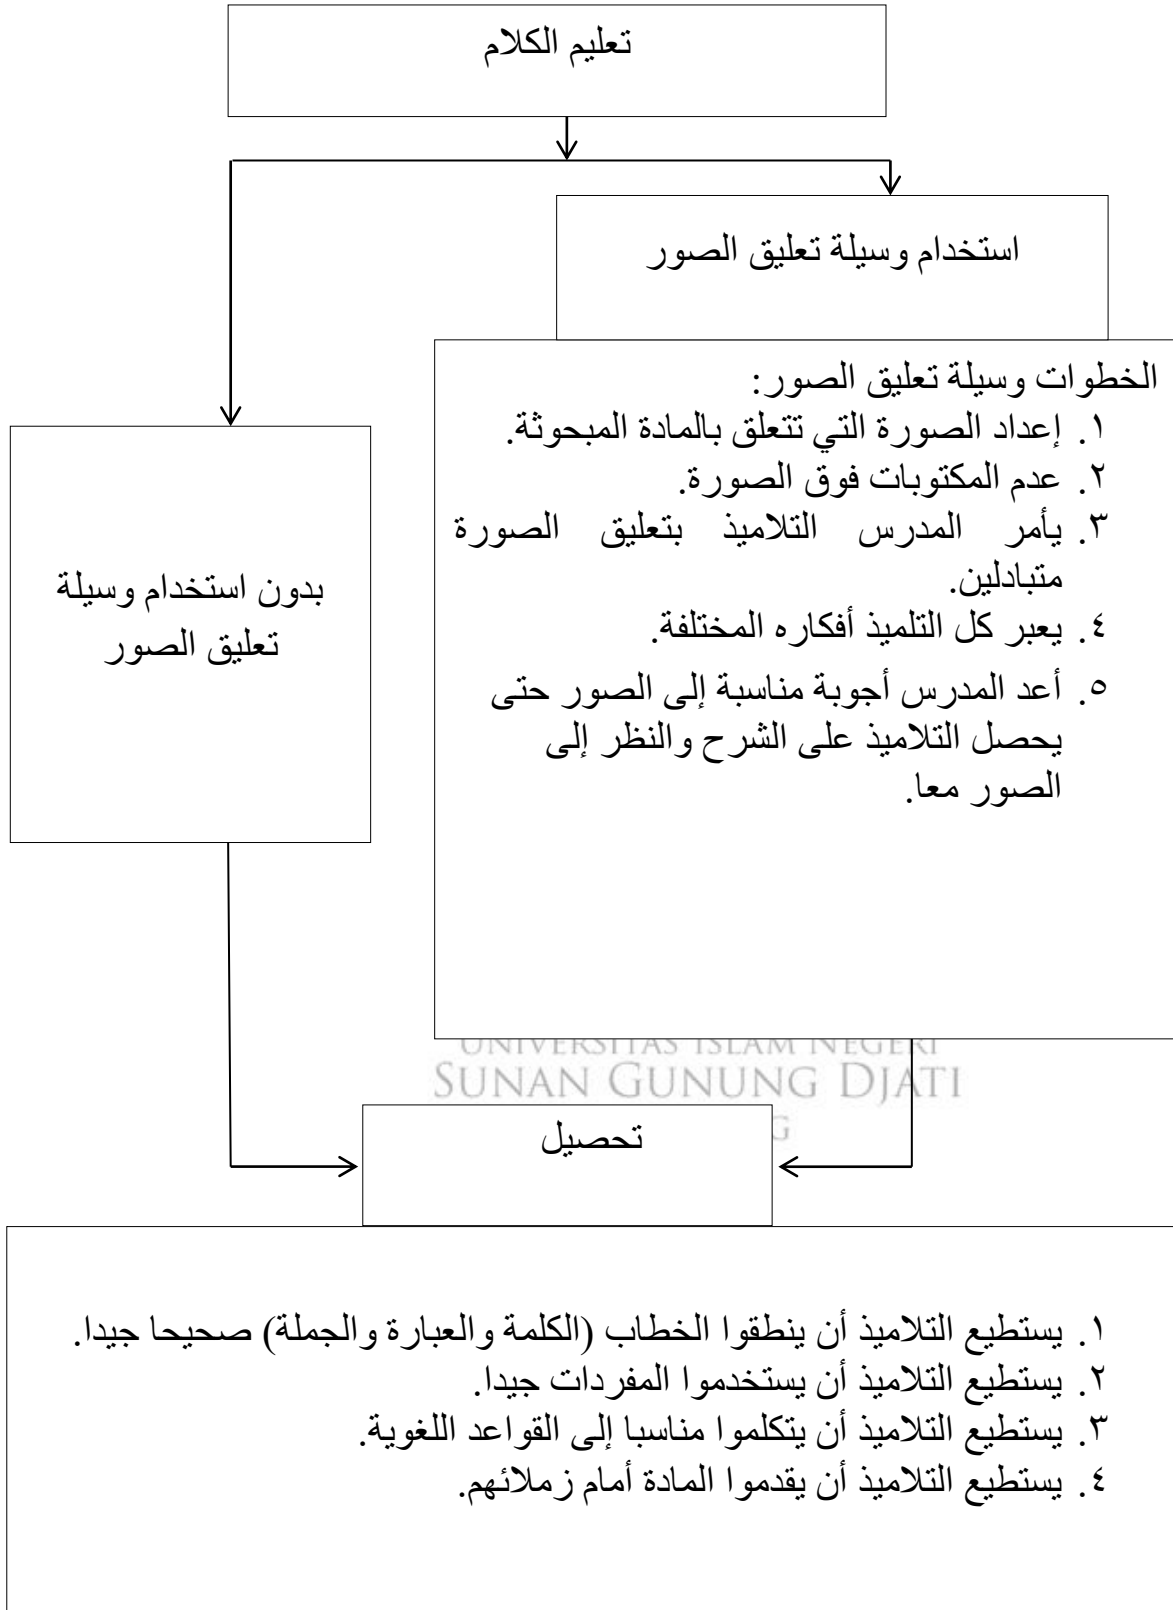 تعليم الكلام
استخدام وسيلة تعليق الصور
الخطوات وسيلة تعليق الصور:
١. إعداد الصورة التي تتعلق بالمادة المبحوثة.
٢. عدم المكتوبات فوق الصورة.
٣. يأمر المدرس التلاميذ بتعليق الصورة
متبادلين.
٤. يعبر كل التلميذ أفكاره المختلفة.
٥. أعد المدرس أجوبة مناسبة إلى الصور حتى
يحصل التلاميذ على الشرح والنظر إلى
الصور معا.
بدون استخدام وسيلة
تعليق الصور
UNIVERSITAS ISLAM NEGERI
SUNAN GUNUNG DJATI
G
تحصيل
١. يستطيع التلاميذ أن ينطقوا الخطاب (الكلمة والعبارة والجملة) صحيحا جيدا.
٢. يستطيع التلاميذ أن يستخدموا المفردات جيدا.
٣. يستطيع التلاميذ أن يتكلموا مناسبا إلى القواعد اللغوية.
٤. يستطيع التلاميذ أن يقدموا المادة أمام زملائهم.